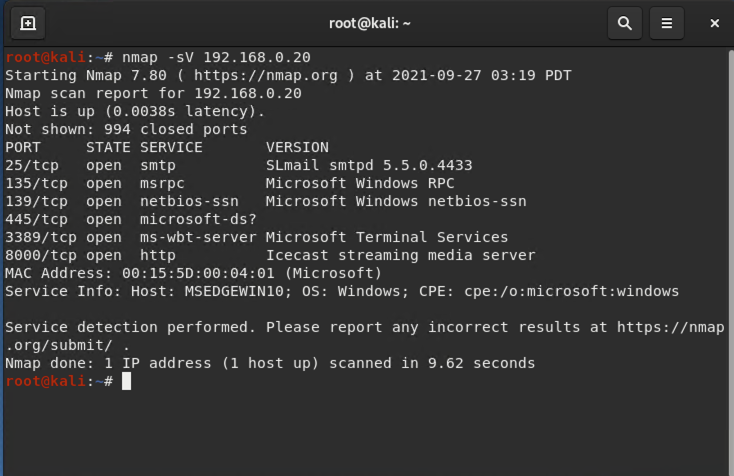 root@kali: ~
root@kali:~# nmap -sV 192.168.0.20
Starting Nmap 7.80 ( https://nmap.org ) at 2021-09-27 03:19 PDT
Nmap scan report for 192.168.0.20
Host is up (0.0038s latency).
Not shown: 994 closed ports
PORT     STATE SERVICE       VERSION
25/tcp   open  smtp          SLmail smtpd 5.5.0.4433
135/tcp  open  msrpc         Microsoft Windows RPC
139/tcp  open  netbios-ssn   Microsoft Windows netbios-ssn
445/tcp  open  microsoft-ds?
3389/tcp open  ms-wbt-server Microsoft Terminal Services
8000/tcp open  http          Icecast streaming media server
MAC Address: 00:15:5D:00:04:01 (Microsoft)
Service Info: Host: MSEDGEWIN10; OS: Windows; CPE: cpe:/o:microsoft:windows
Service detection performed. Please report any incorrect results at https://nmap
.org/submit/ .
Nmap done: 1 IP address (1 host up) scanned in 9.62 seconds
root@kali:~#